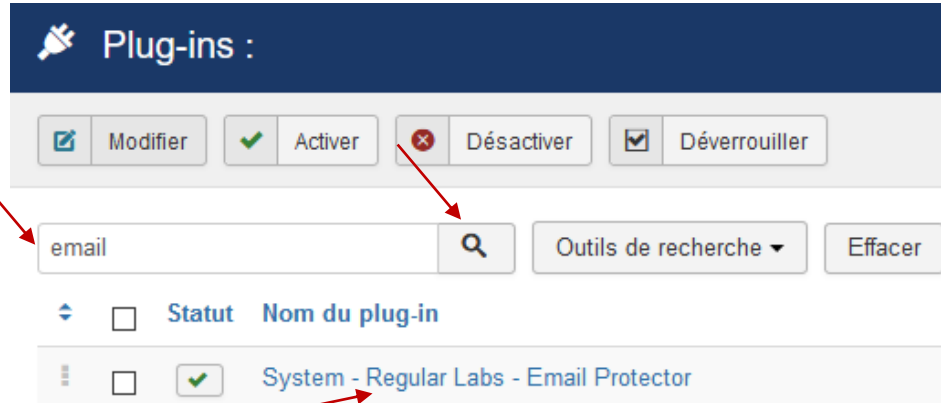 Plug-ins :
Modifier Activer Désactiver Déverrouiller
email Outils de recherche Effacer
Statut Nom du plug-in
System - Regular Labs - Email Protector